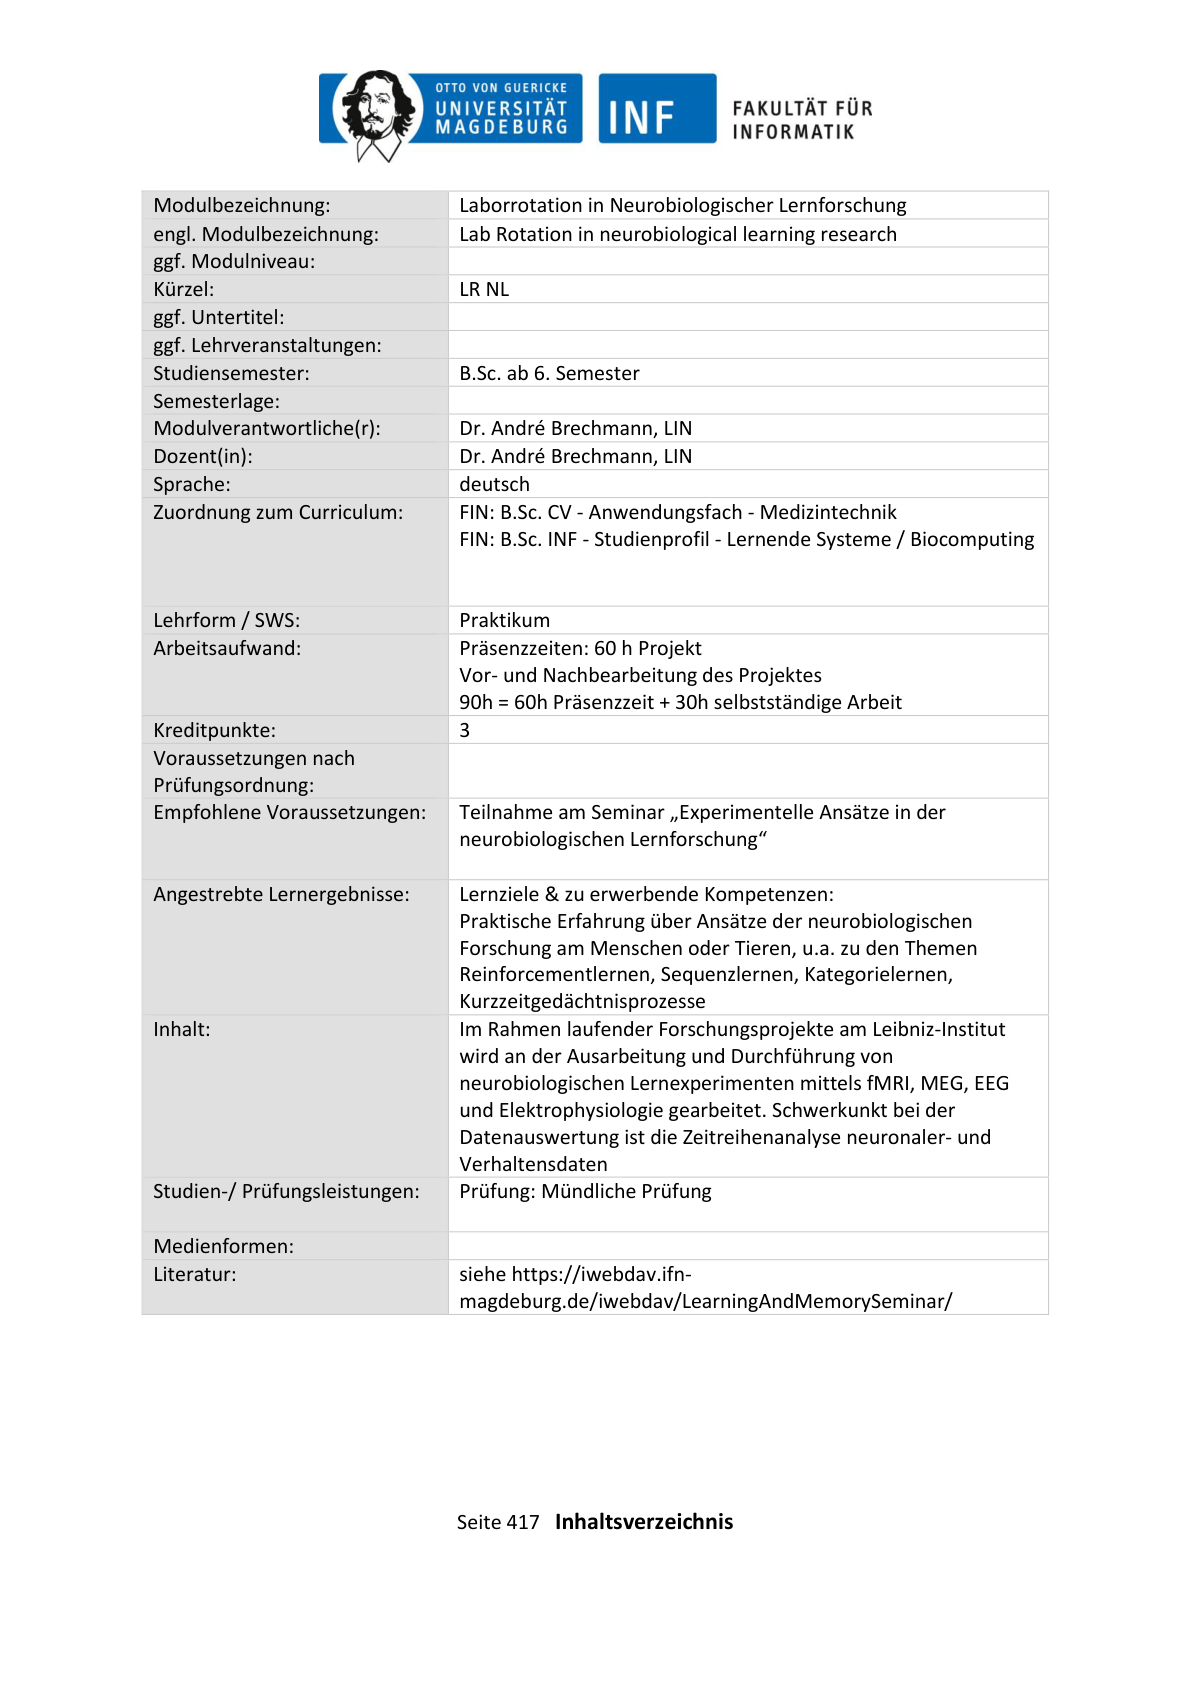 OTTO VON GUERICKE
UNIVERSITÄT
MAGDEBURG
INF
FAKULTÄT FÜR
INFORMATIK
Modulbezeichnung: Laborrotation in Neurobiologischer Lernforschung
engl. Modulbezeichnung: Lab Rotation in neurobiological learning research
ggf. Modulniveau:
Kürzel: LR NL
ggf. Untertitel:
ggf. Lehrveranstaltungen:
Studiensemester: B.Sc. ab 6. Semester
Semesterlage:
Modulverantwortliche(r): Dr. André Brechmann, LIN
Dozent(in): Dr. André Brechmann, LIN
Sprache: deutsch
Zuordnung zum Curriculum: FIN: B.Sc. CV - Anwendungsfach - Medizintechnik
FIN: B.Sc. INF - Studienprofil - Lernende Systeme / Biocomputing
Lehrform / SWS: Praktikum
Arbeitsaufwand: Präsenzzeiten: 60 h Projekt
Vor- und Nachbearbeitung des Projektes
90h = 60h Präsenzzeit + 30h selbstständige Arbeit
Kreditpunkte: 3
Voraussetzungen nach
Prüfungsordnung:
Empfohlene Voraussetzungen: Teilnahme am Seminar „Experimentelle Ansätze in der
neurobiologischen Lernforschung“
Angestrebte Lernergebnisse: Lernziele & zu erwerbende Kompetenzen:
Praktische Erfahrung über Ansätze der neurobiologischen
Forschung am Menschen oder Tieren, u.a. zu den Themen
Reinforcementlernen, Sequenzlernen, Kategorielernen,
Kurzzeitgedächtnisprozesse
Inhalt: Im Rahmen laufender Forschungsprojekte am Leibniz-Institut
wird an der Ausarbeitung und Durchführung von
neurobiologischen Lernexperimenten mittels fMRI, MEG, EEG
und Elektrophysiologie gearbeitet. Schwerkunkt bei der
Datenauswertung ist die Zeitreihenanalyse neuronaler- und
Verhaltensdaten
Studien-/ Prüfungsleistungen: Prüfung: Mündliche Prüfung
Medienformen:
Literatur: siehe https://iwebdav.ifn-
magdeburg.de/iwebdav/LearningAndMemorySeminar/
Seite 417 Inhaltsverzeichnis